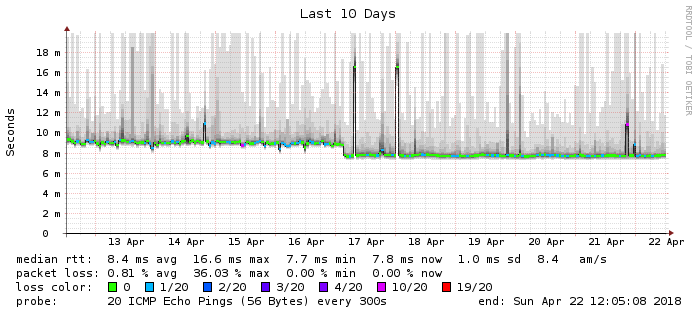 Last 10 Days
RRDTOOL / TOBI OETIKER
Seconds
18 m
16 m
14 m
12 m
10 m
8 m
6 m
4 m
2 m
0
13 Apr 14 Apr 15 Apr 16 Apr 17 Apr 18 Apr 19 Apr 20 Apr 21 Apr 22 Apr
median rtt: 8.4 ms avg 16.6 ms max 7.7 ms min 7.8 ms now 1.0 ms sd 8.4 am/s
packet loss: 0.81 % avg 36.03 % max 0.00 % min 0.00 % now
loss color: 0 1/20 2/20 3/20 4/20 10/20 19/20
probe: 20 ICMP Echo Pings (56 Bytes) every 300s end: Sun Apr 22 12:05:08 2018